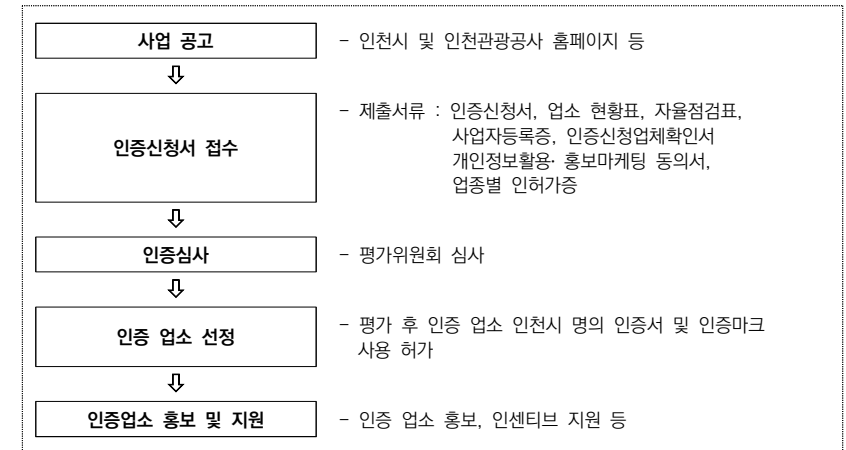 사업 공고
- 인천시 및 인천관광공사 홈페이지 등
⇩
인증신청서 접수
- 제출서류 : 인증신청서, 업소 현황표, 자율점검표,
사업자등록증, 인증신청업체확인서
개인정보활용· 홍보마케팅 동의서,
업종별 인허가증
⇩
인증심사
- 평가위원회 심사
⇩
인증 업소 선정
- 평가 후 인증 업소 인천시 명의 인증서 및 인증마크
사용 허가
⇩
인증업소 홍보 및 지원
- 인증 업소 홍보, 인센티브 지원 등